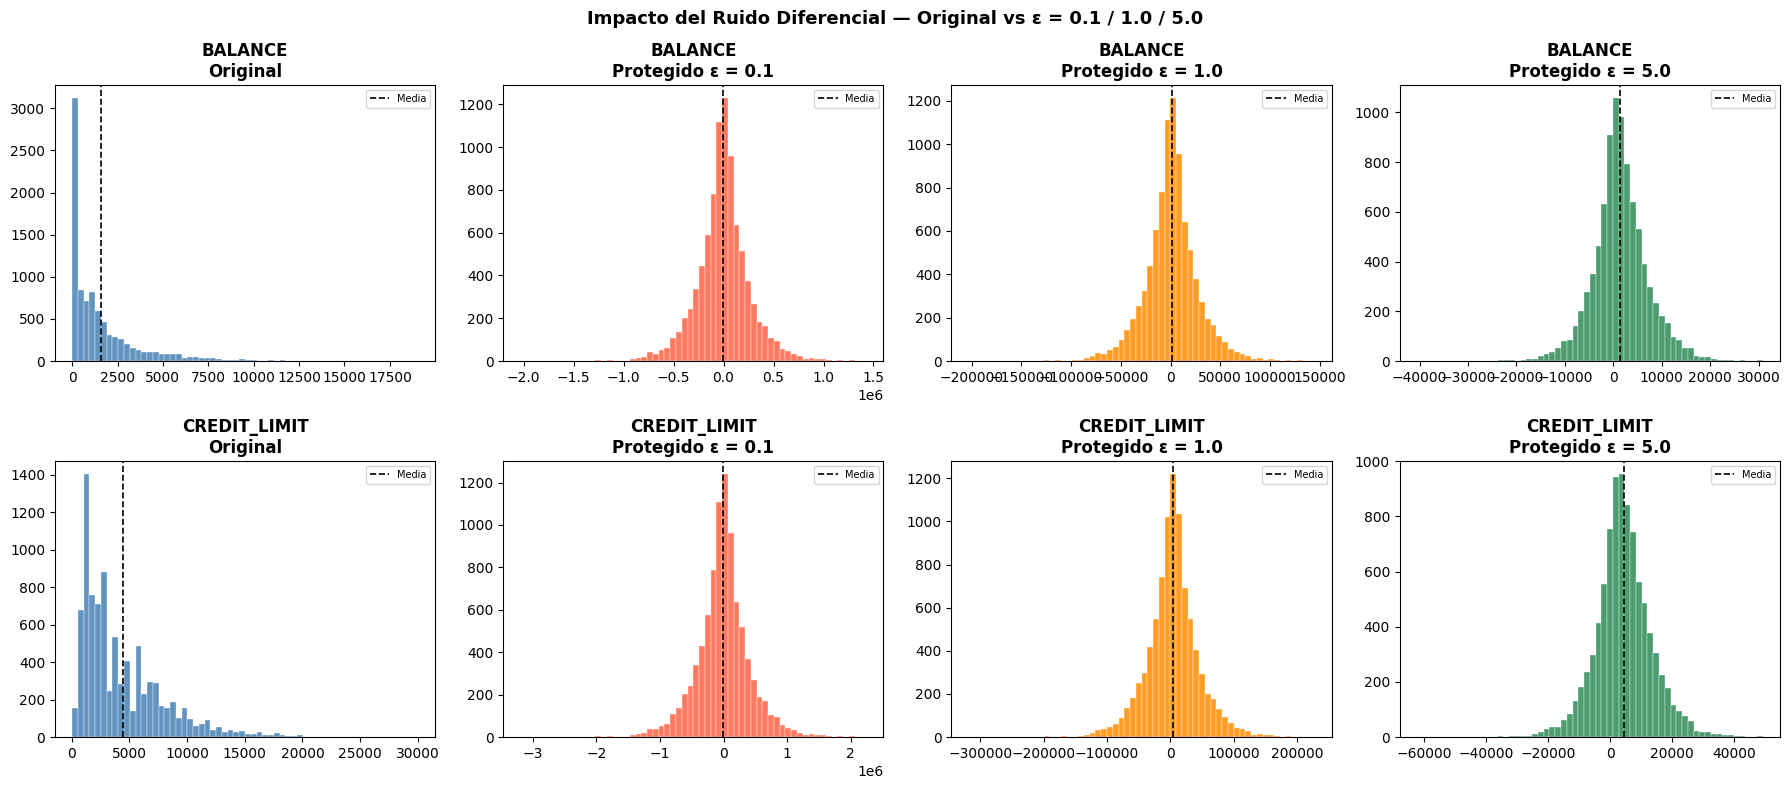 Impacto del Ruido Diferencial — Original vs ε = 0.1 / 1.0 / 5.0
BALANCE
Original
Media
3000
2500
2000
1500
1000
500
0
0 2500 5000 7500 10000 12500 15000 17500
BALANCE
Protegido ε = 0.1
Media
1200
1000
800
600
400
200
0
−2.0 −1.5 −1.0 −0.5 0.0 0.5 1.0 1.5
1e6
BALANCE
Protegido ε = 1.0
Media
1200
1000
800
600
400
200
0
−200000 −150000 −100000 −50000 0 50000 100000 150000
BALANCE
Protegido ε = 5.0
Media
1000
800
600
400
200
0
−40000 −30000 −20000 −10000 0 10000 20000 30000
CREDIT_LIMIT
Original
Media
1400
1200
1000
800
600
400
200
0
0 5000 10000 15000 20000 25000 30000
CREDIT_LIMIT
Protegido ε = 0.1
Media
1200
1000
800
600
400
200
0
−3 −2 −1 0 1 2
1e6
CREDIT_LIMIT
Protegido ε = 1.0
Media
1200
1000
800
600
400
200
0
−300000 −200000 −100000 0 100000 200000
CREDIT_LIMIT
Protegido ε = 5.0
Media
1000
800
600
400
200
0
−60000 −40000 −20000 0 20000 40000